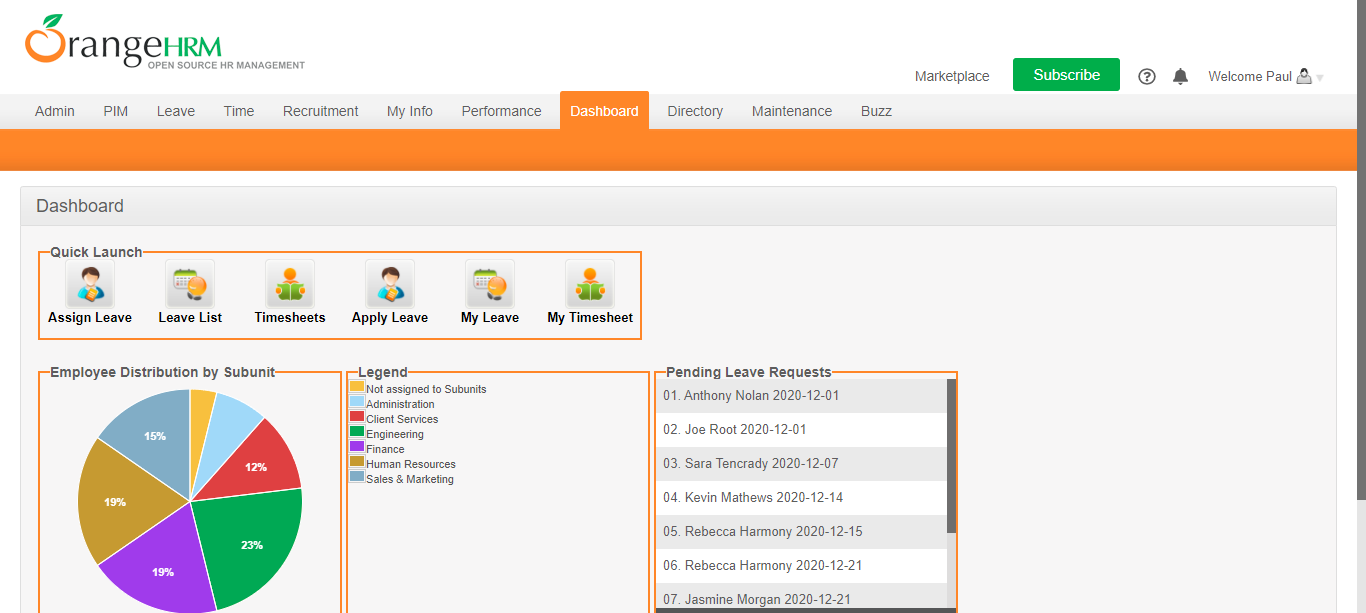 OrangeHRM
OPEN SOURCE HR MANAGEMENT
Marketplace Subscribe ? Welcome Paul
Admin PIM Leave Time Recruitment My Info Performance Dashboard Directory Maintenance Buzz
Dashboard
Quick Launch
Assign Leave Leave List Timesheets Apply Leave My Leave My Timesheet
Employee Distribution by Subunit
15%
12%
19%
23%
19%
Legend
Not assigned to Subunits
Administration
Client Services
Engineering
Finance
Human Resources
Sales & Marketing
Pending Leave Requests
01. Anthony Nolan 2020-12-01
02. Joe Root 2020-12-01
03. Sara Tencrady 2020-12-07
04. Kevin Mathews 2020-12-14
05. Rebecca Harmony 2020-12-15
06. Rebecca Harmony 2020-12-21
07. Jasmine Morgan 2020-12-21